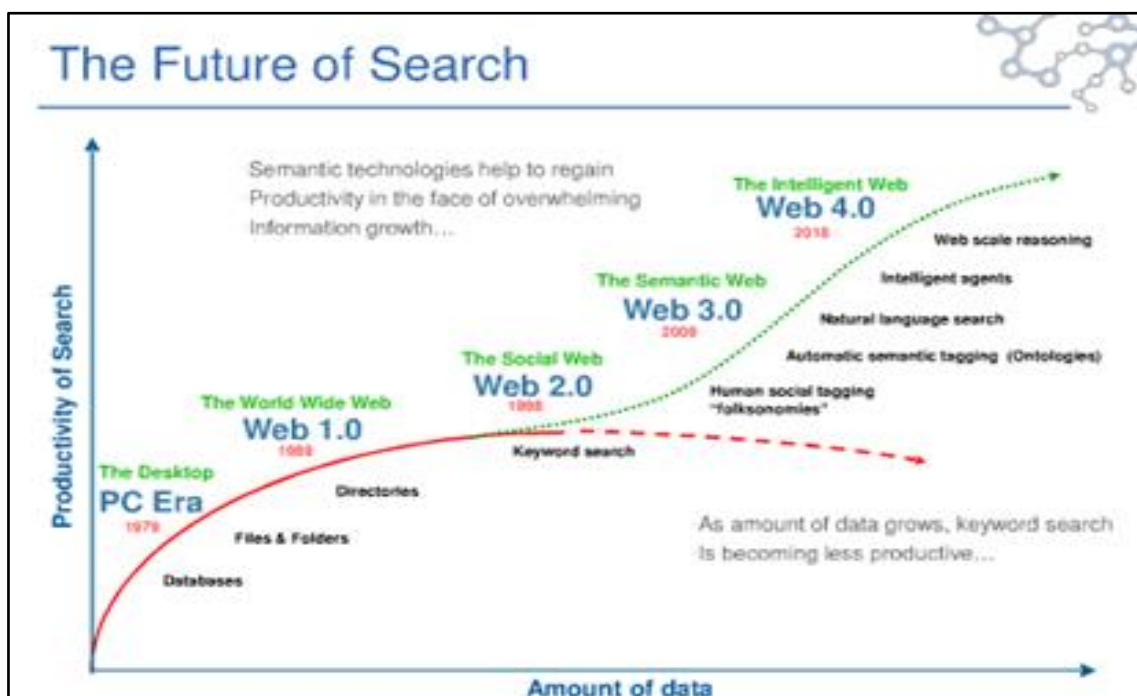 The Future of Search
Semantic technologies help to regain
Productivity in the face of overwhelming
Information growth...
The Intelligent Web
Web 4.0
2018
Web scale reasoning
Intelligent agents
The Semantic Web
Web 3.0
2009
Natural language search
Automatic semantic tagging (Ontologies)
The Social Web
Web 2.0
1998
Human social tagging
"folksonomies"
The World Wide Web
Web 1.0
Keyword search
The Desktop
PC Era
1979
Directories
Files & Folders
Databases
As amount of data grows, keyword search
Is becoming less productive...
Productivity of Search
Amount of data